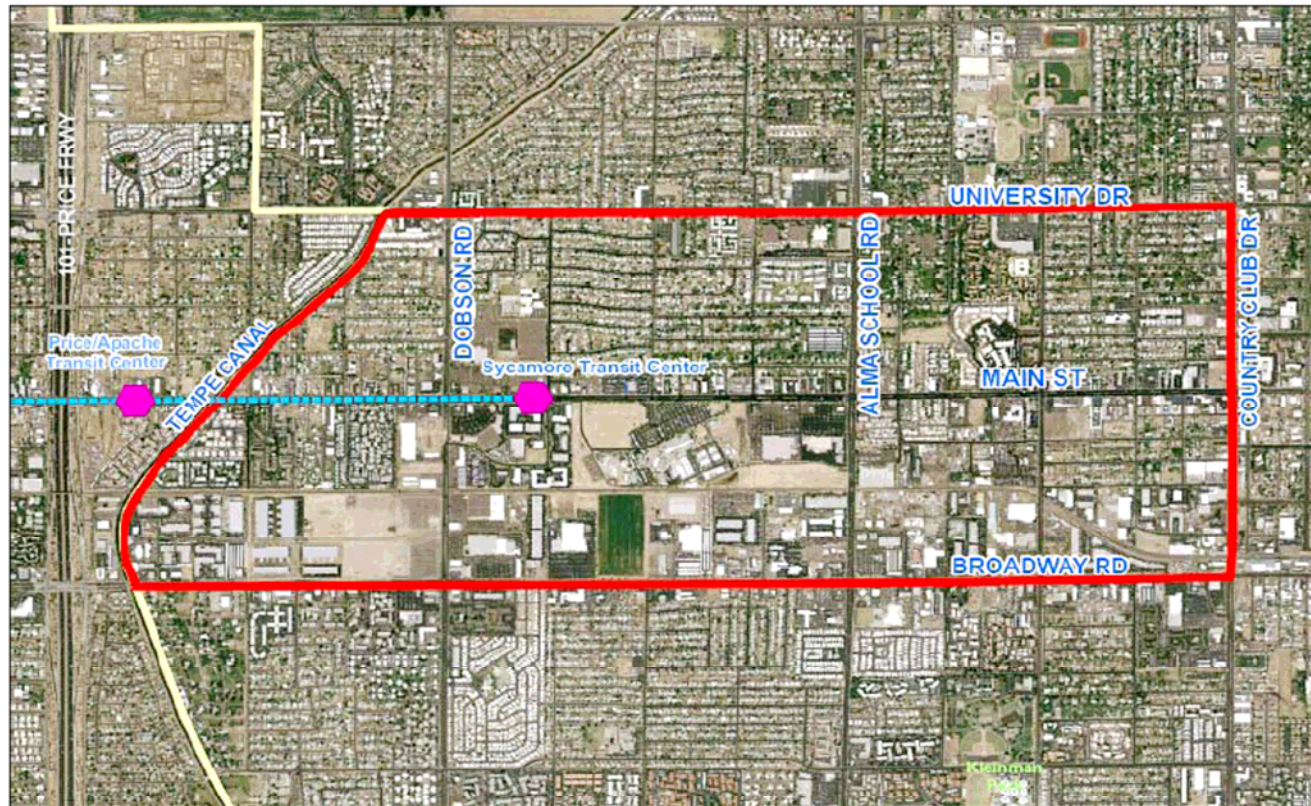 101-PRICE FRWY
UNIVERSITY DR
DOBSON RD
ALMA SCHOOL RD
COUNTRY CLUB DR
TEMPE CANAL
Price/Apache
Transit Center
Sycamore Transit Center
MAIN ST
BROADWAY RD
Kleinman
Park